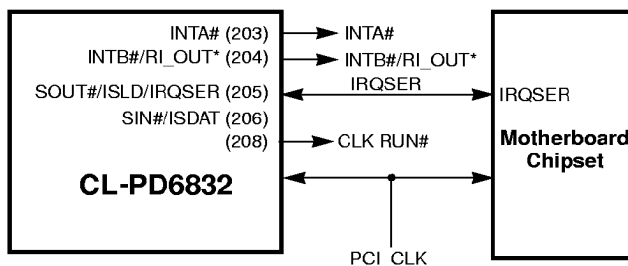 INTA# (203) INTA#
INTB#/RI_OUT* (204) INTB#/RI_OUT*
IRQSER
SOUT#/ISLD/IRQSER (205) IRQSER
SIN#/ISDAT (206)
(208) CLK RUN#
Motherboard
Chipset
CL-PD6832
PCI CLK